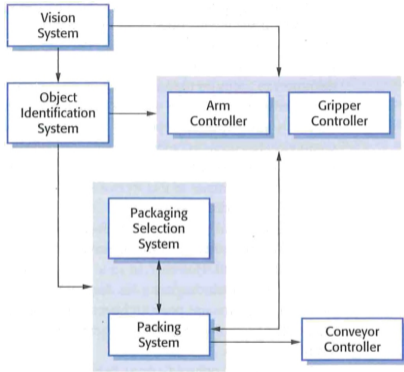 Vision
System
Object
Identification
System
Arm
Controller
Gripper
Controller
Packaging
Selection
System
Packing
System
Conveyor
Controller